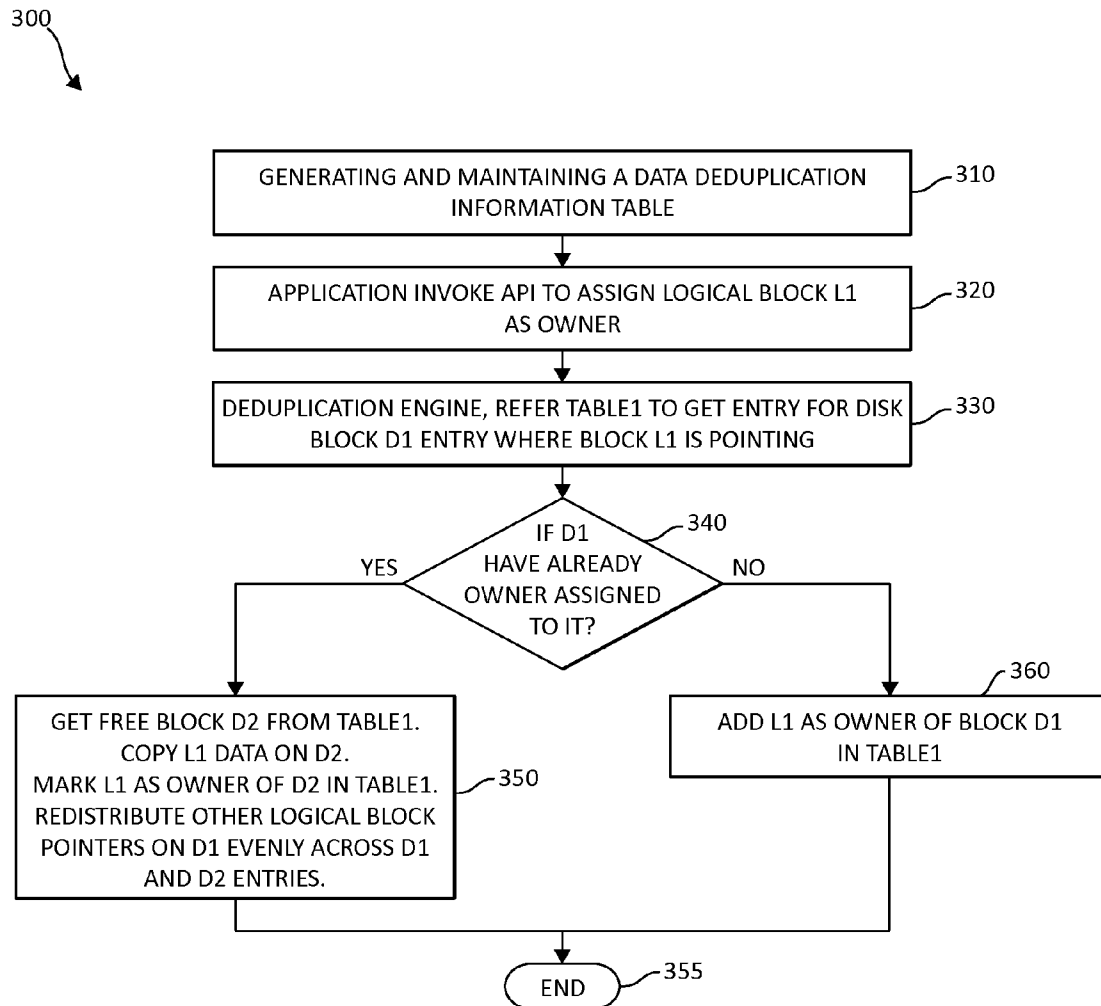 300
GENERATING AND MAINTAINING A DATA DEDUPLICATION
INFORMATION TABLE
310
APPLICATION INVOKE API TO ASSIGN LOGICAL BLOCK L1
AS OWNER
320
DEDUPLICATION ENGINE, REFER TABLE1 TO GET ENTRY FOR DISK
BLOCK D1 ENTRY WHERE BLOCK L1 IS POINTING
330
IF D1
HAVE ALREADY
OWNER ASSIGNED
TO IT?
340
YES
NO
GET FREE BLOCK D2 FROM TABLE1.
COPY L1 DATA ON D2.
MARK L1 AS OWNER OF D2 IN TABLE1.
REDISTRIBUTE OTHER LOGICAL BLOCK
POINTERS ON D1 EVENLY ACROSS D1
AND D2 ENTRIES.
350
ADD L1 AS OWNER OF BLOCK D1
IN TABLE1
360
END
355